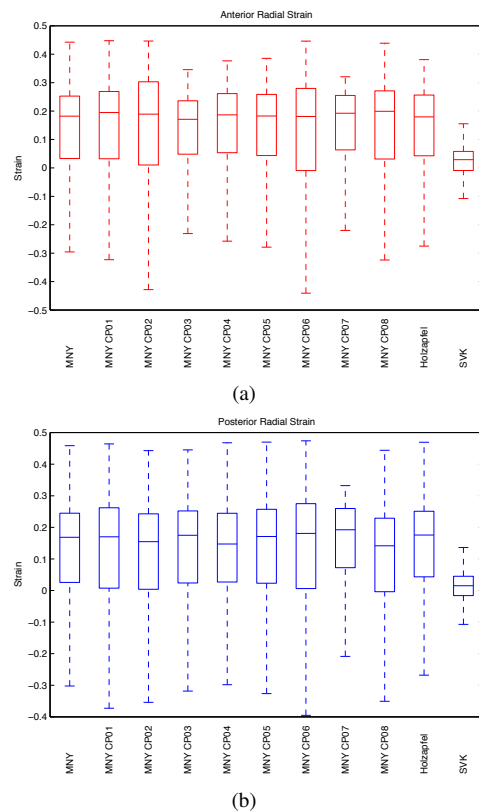 Anterior Radial Strain
0.5
0.4
0.3
0.2
0.1
0
−0.1
−0.2
−0.3
−0.4
−0.5
Strain
MNY
MNY CP01
MNY CP02
MNY CP03
MNY CP04
MNY CP05
MNY CP06
MNY CP07
MNY CP08
Holzapfel
SVK
(a)
Posterior Radial Strain
0.5
0.4
0.3
0.2
0.1
0
−0.1
−0.2
−0.3
−0.4
Strain
MNY
MNY CP01
MNY CP02
MNY CP03
MNY CP04
MNY CP05
MNY CP06
MNY CP07
MNY CP08
Holzapfel
SVK
(b)